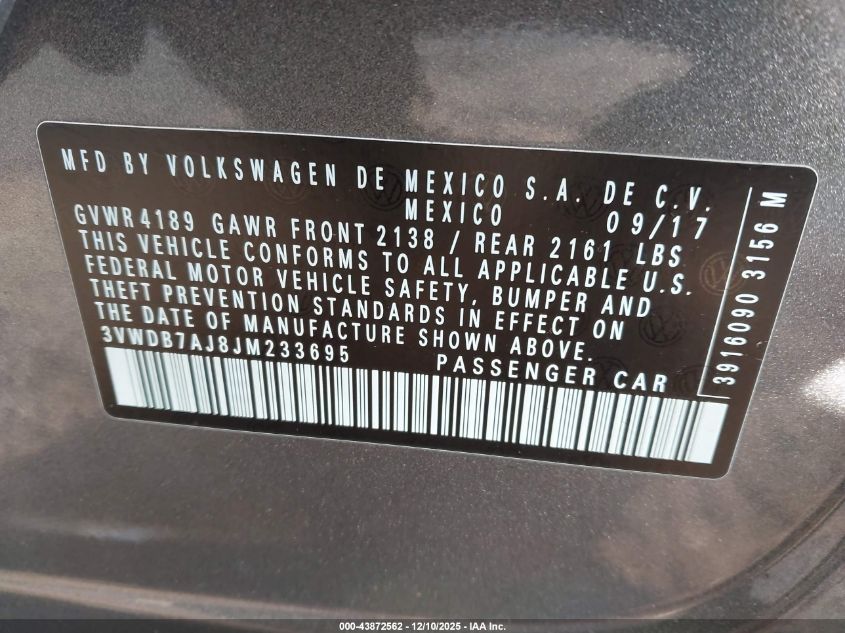 MFD BY VOLKSWAGEN DE MEXICO S.A. DE C.V.
MEXICO 09/17
GVWR 4189 GAWR FRONT 2138 / REAR 2161 LBS
THIS VEHICLE CONFORMS TO ALL APPLICABLE U.S.
FEDERAL MOTOR VEHICLE SAFETY, BUMPER AND
THEFT PREVENTION STANDARDS IN EFFECT ON
THE DATE OF MANUFACTURE SHOWN ABOVE.
3VWDB7AJ8JM233695 PASSENGER CAR
3916090 3156 M
000-43872562 - 12/10/2025 - IAA Inc.